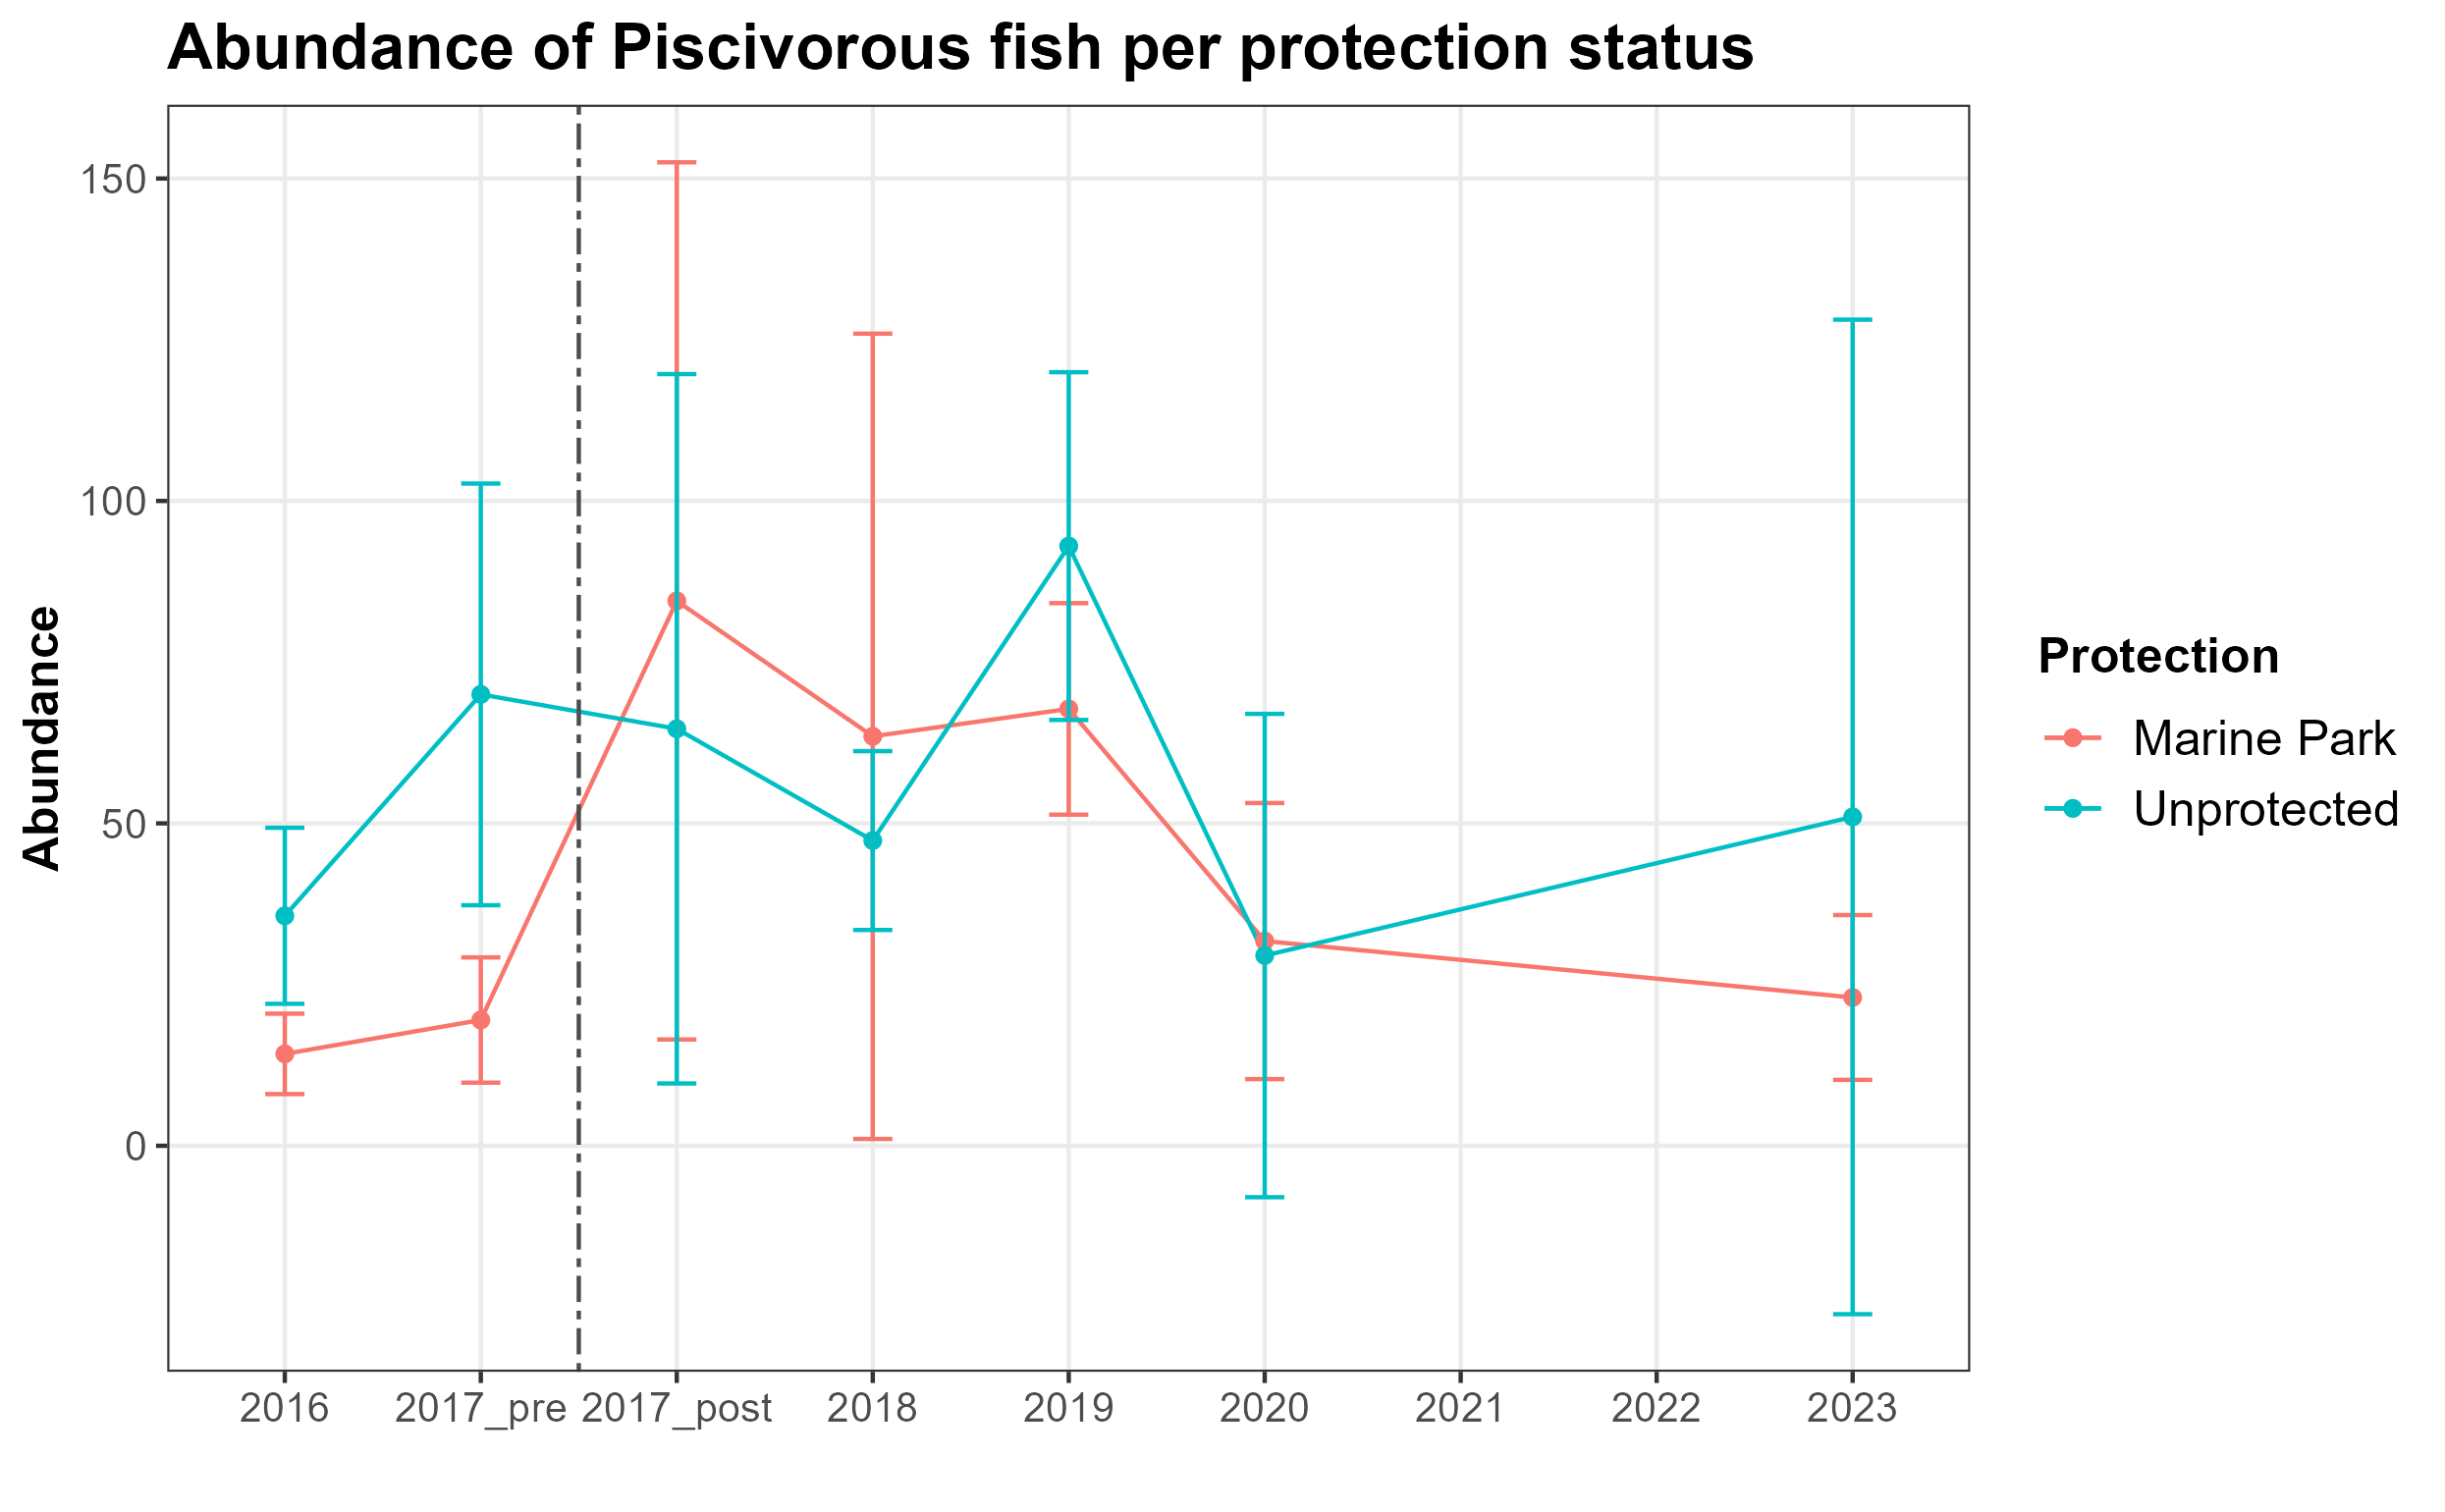 Abundance of Piscivorous fish per protection status
150
100
50
0
Abundance
2016 2017_pre 2017_post 2018 2019 2020 2021 2022 2023
Protection
Marine Park
Unprotected